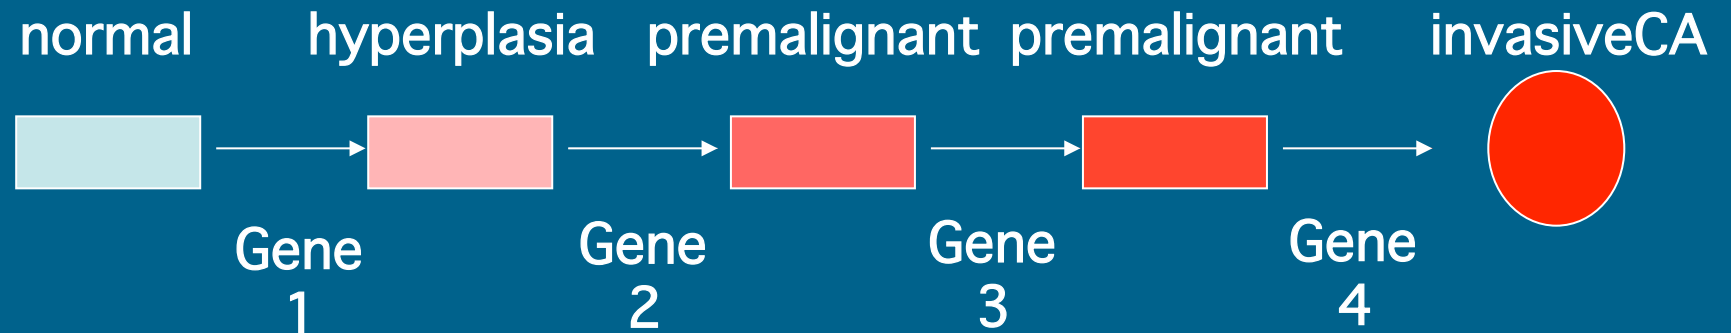 normal hyperplasia premalignant premalignant invasiveCA
Gene Gene Gene Gene
1 2 3 4